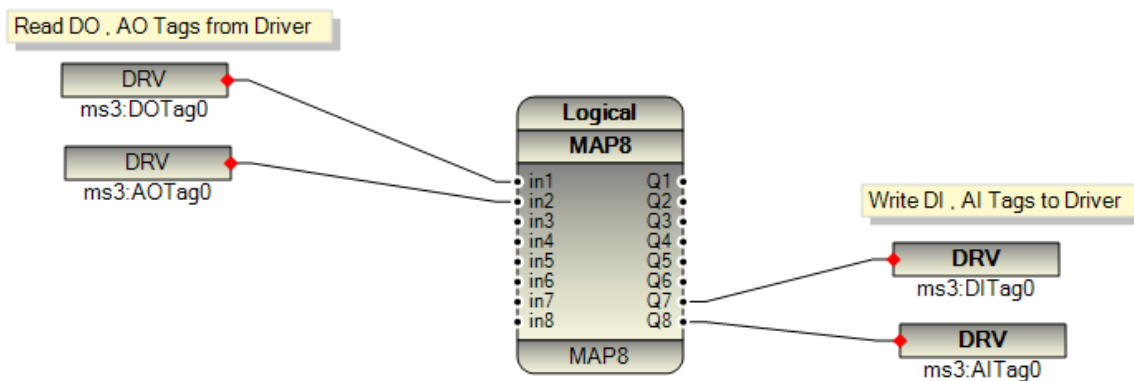 Read DO , AO Tags from Driver
DRV
ms3:DOTag0
DRV
ms3:AOTag0
Logical
MAP8
in1 Q1
in2 Q2
in3 Q3
in4 Q4
in5 Q5
in6 Q6
in7 Q7
in8 Q8
MAP8
Write DI , AI Tags to Driver
DRV
ms3:DITag0
DRV
ms3:AITag0